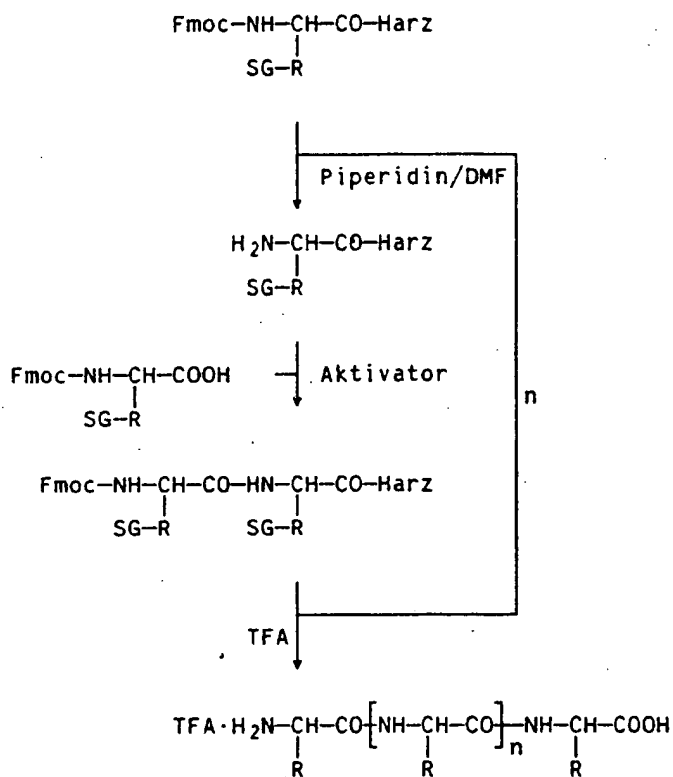 Fmoc—NH—CH—CO—Harz
SG—R
Piperidin/DMF
H₂N—CH—CO—Harz
SG—R
Fmoc—NH—CH—COOH
Aktivator
SG—R
n
Fmoc—NH—CH—CO—HN—CH—CO—Harz
SG—R SG—R
TFA
TFA·H₂N—CH—CO[NH—CH—CO]n—NH—CH—COOH
R R R